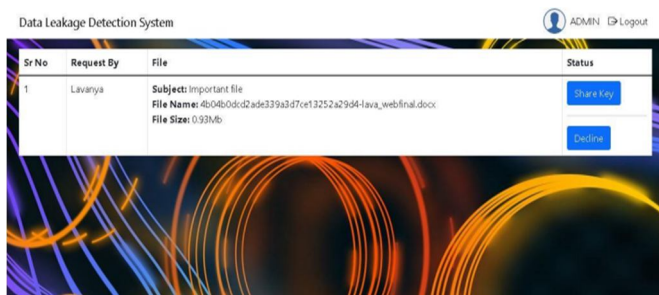 Data Leakage Detection System
ADMIN Logout
Sr No Request By File Status
1 Lavanya Subject: Important file Share Key
File Name: 4b04b0dcd2ade339a3d7ce13252a29d4-lava_webfinal.docx
File Size: 0.93Mb
Decline